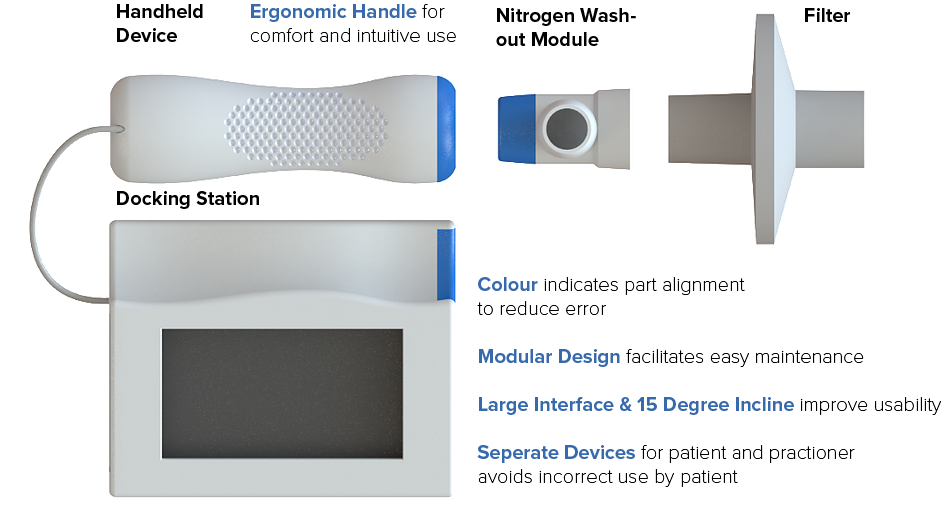 Handheld
Device
Ergonomic Handle for
comfort and intuitive use
Nitrogen Wash-
out Module
Filter
Docking Station
Colour indicates part alignment
to reduce error
Modular Design facilitates easy maintenance
Large Interface & 15 Degree Incline improve usability
Seperate Devices for patient and practioner
avoids incorrect use by patient